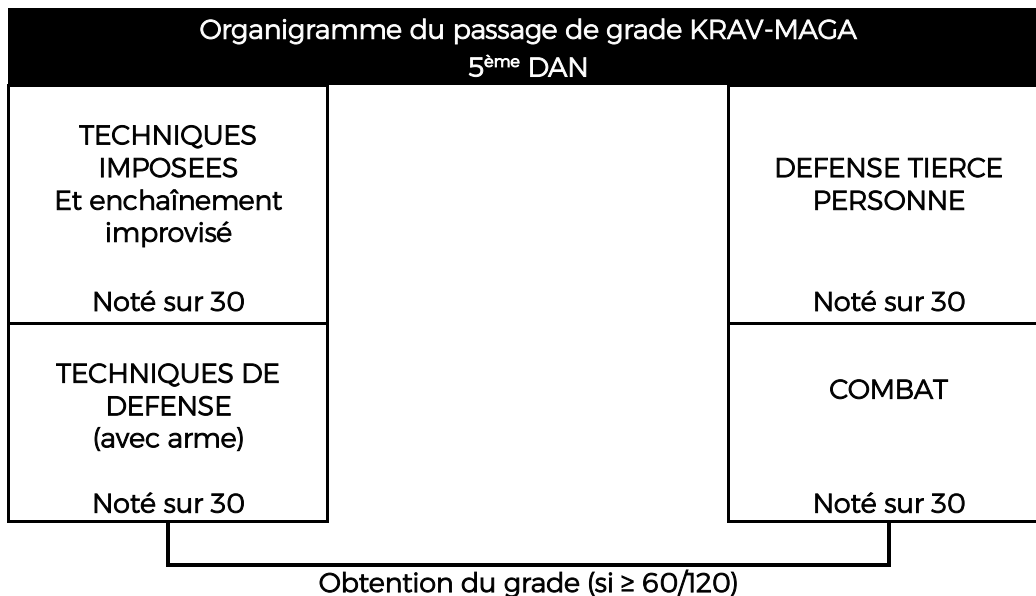 Organigramme du passage de grade KRAV-MAGA
5ème DAN
TECHNIQUES
IMPOSEES
Et enchaînement
improvisé
Noté sur 30
TECHNIQUES DE
DEFENSE
(avec arme)
Noté sur 30
DEFENSE TIERCE
PERSONNE
Noté sur 30
COMBAT
Noté sur 30
Obtention du grade (si ≥ 60/120)